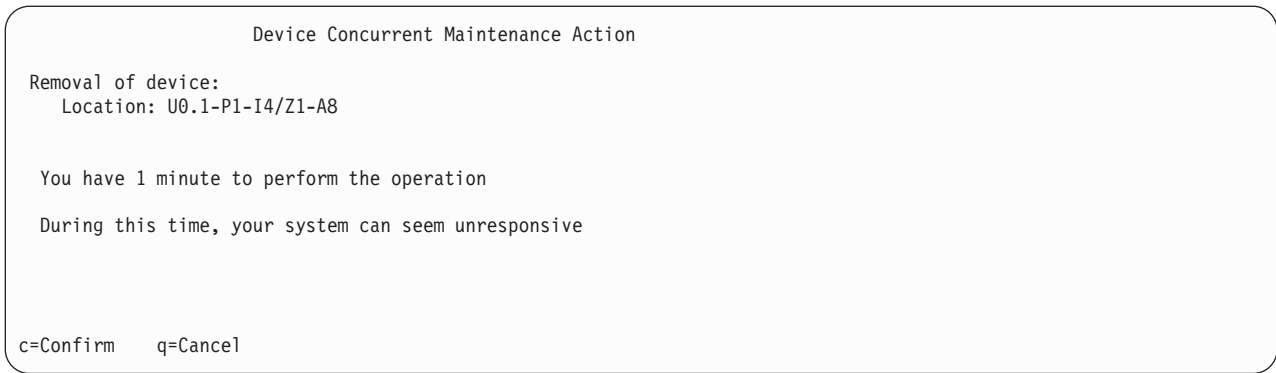 Device Concurrent Maintenance Action
Removal of device:
Location: U0.1-P1-I4/Z1-A8
You have 1 minute to perform the operation
During this time, your system can seem unresponsive
c=Confirm    q=Cancel